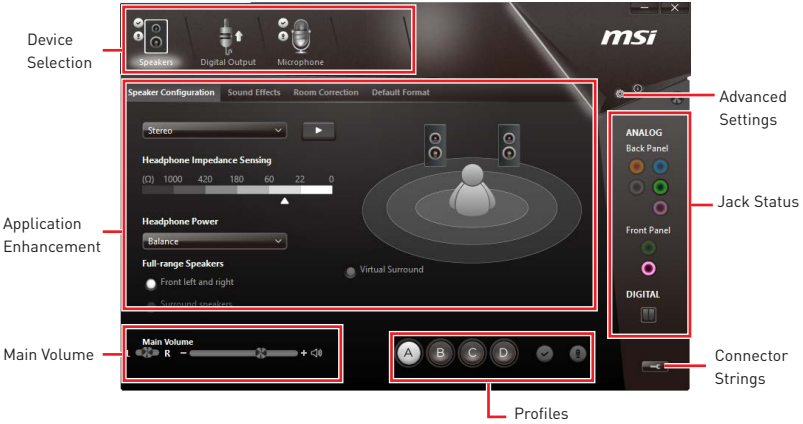 msi
Device
Selection
Speakers
Digital Output
Microphone
Speaker Configuration
Sound Effects
Room Correction
Default Format
Advanced
Settings
Stereo
Headphone Impedance Sensing
(Ω) 1000 420 180 60 22 0
Headphone Power
Balance
Full-range Speakers
Front left and right
Surround speakers
Virtual Surround
Application
Enhancement
ANALOG
Back Panel
Front Panel
DIGITAL
Jack Status
Main Volume
Main Volume
L R - +
A B C D
Connector
Strings
Profiles